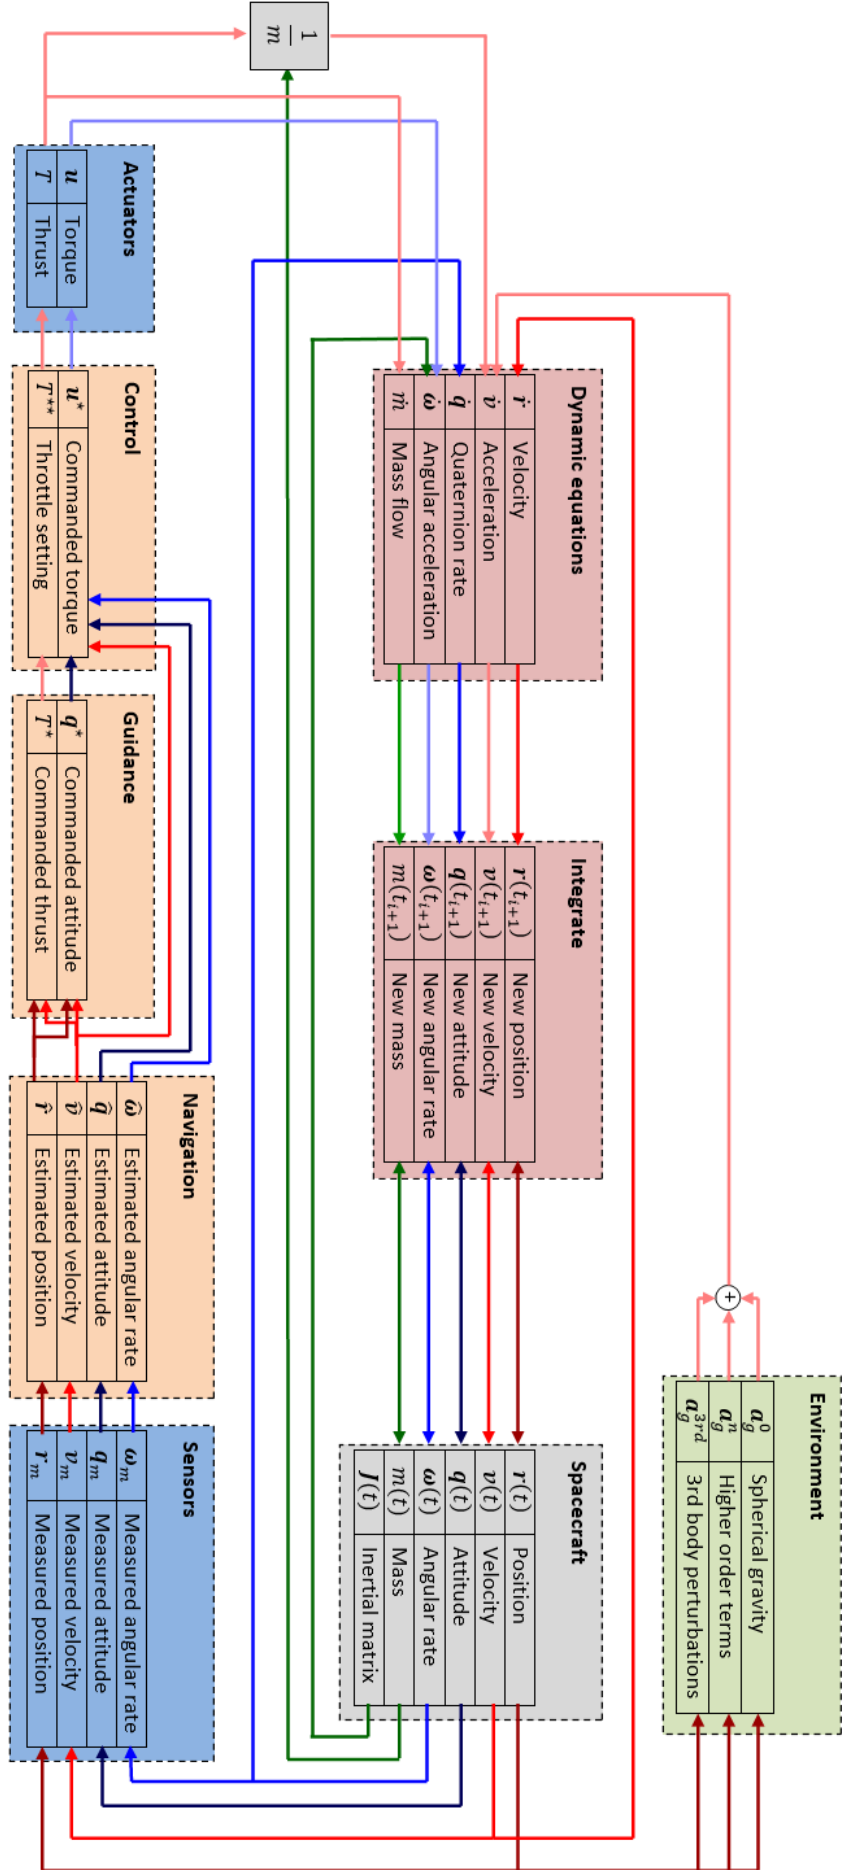 Environment
a_g^0 Spherical gravity
a_g^n Higher order terms
a_g^{3rd} 3rd body perturbations
+
Dynamic equations
ṙ Velocity
v̇ Acceleration
q̇ Quaternion rate
ω̇ Angular acceleration
ṁ Mass flow
Integrate
r(t_{i+1}) New position
v(t_{i+1}) New velocity
q(t_{i+1}) New attitude
ω(t_{i+1}) New angular rate
m(t_{i+1}) New mass
Spacecraft
r(t) Position
v(t) Velocity
q(t) Attitude
ω(t) Angular rate
m(t) Mass
J(t) Inertial matrix
1
m
Actuators
u Torque
T Thrust
Control
u* Commanded torque
T** Throttle setting
Guidance
q* Commanded attitude
T* Commanded thrust
Navigation
ω̂ Estimated angular rate
q̂ Estimated attitude
v̂ Estimated velocity
r̂ Estimated position
Sensors
ω_m Measured angular rate
q_m Measured attitude
v_m Measured velocity
r_m Measured position